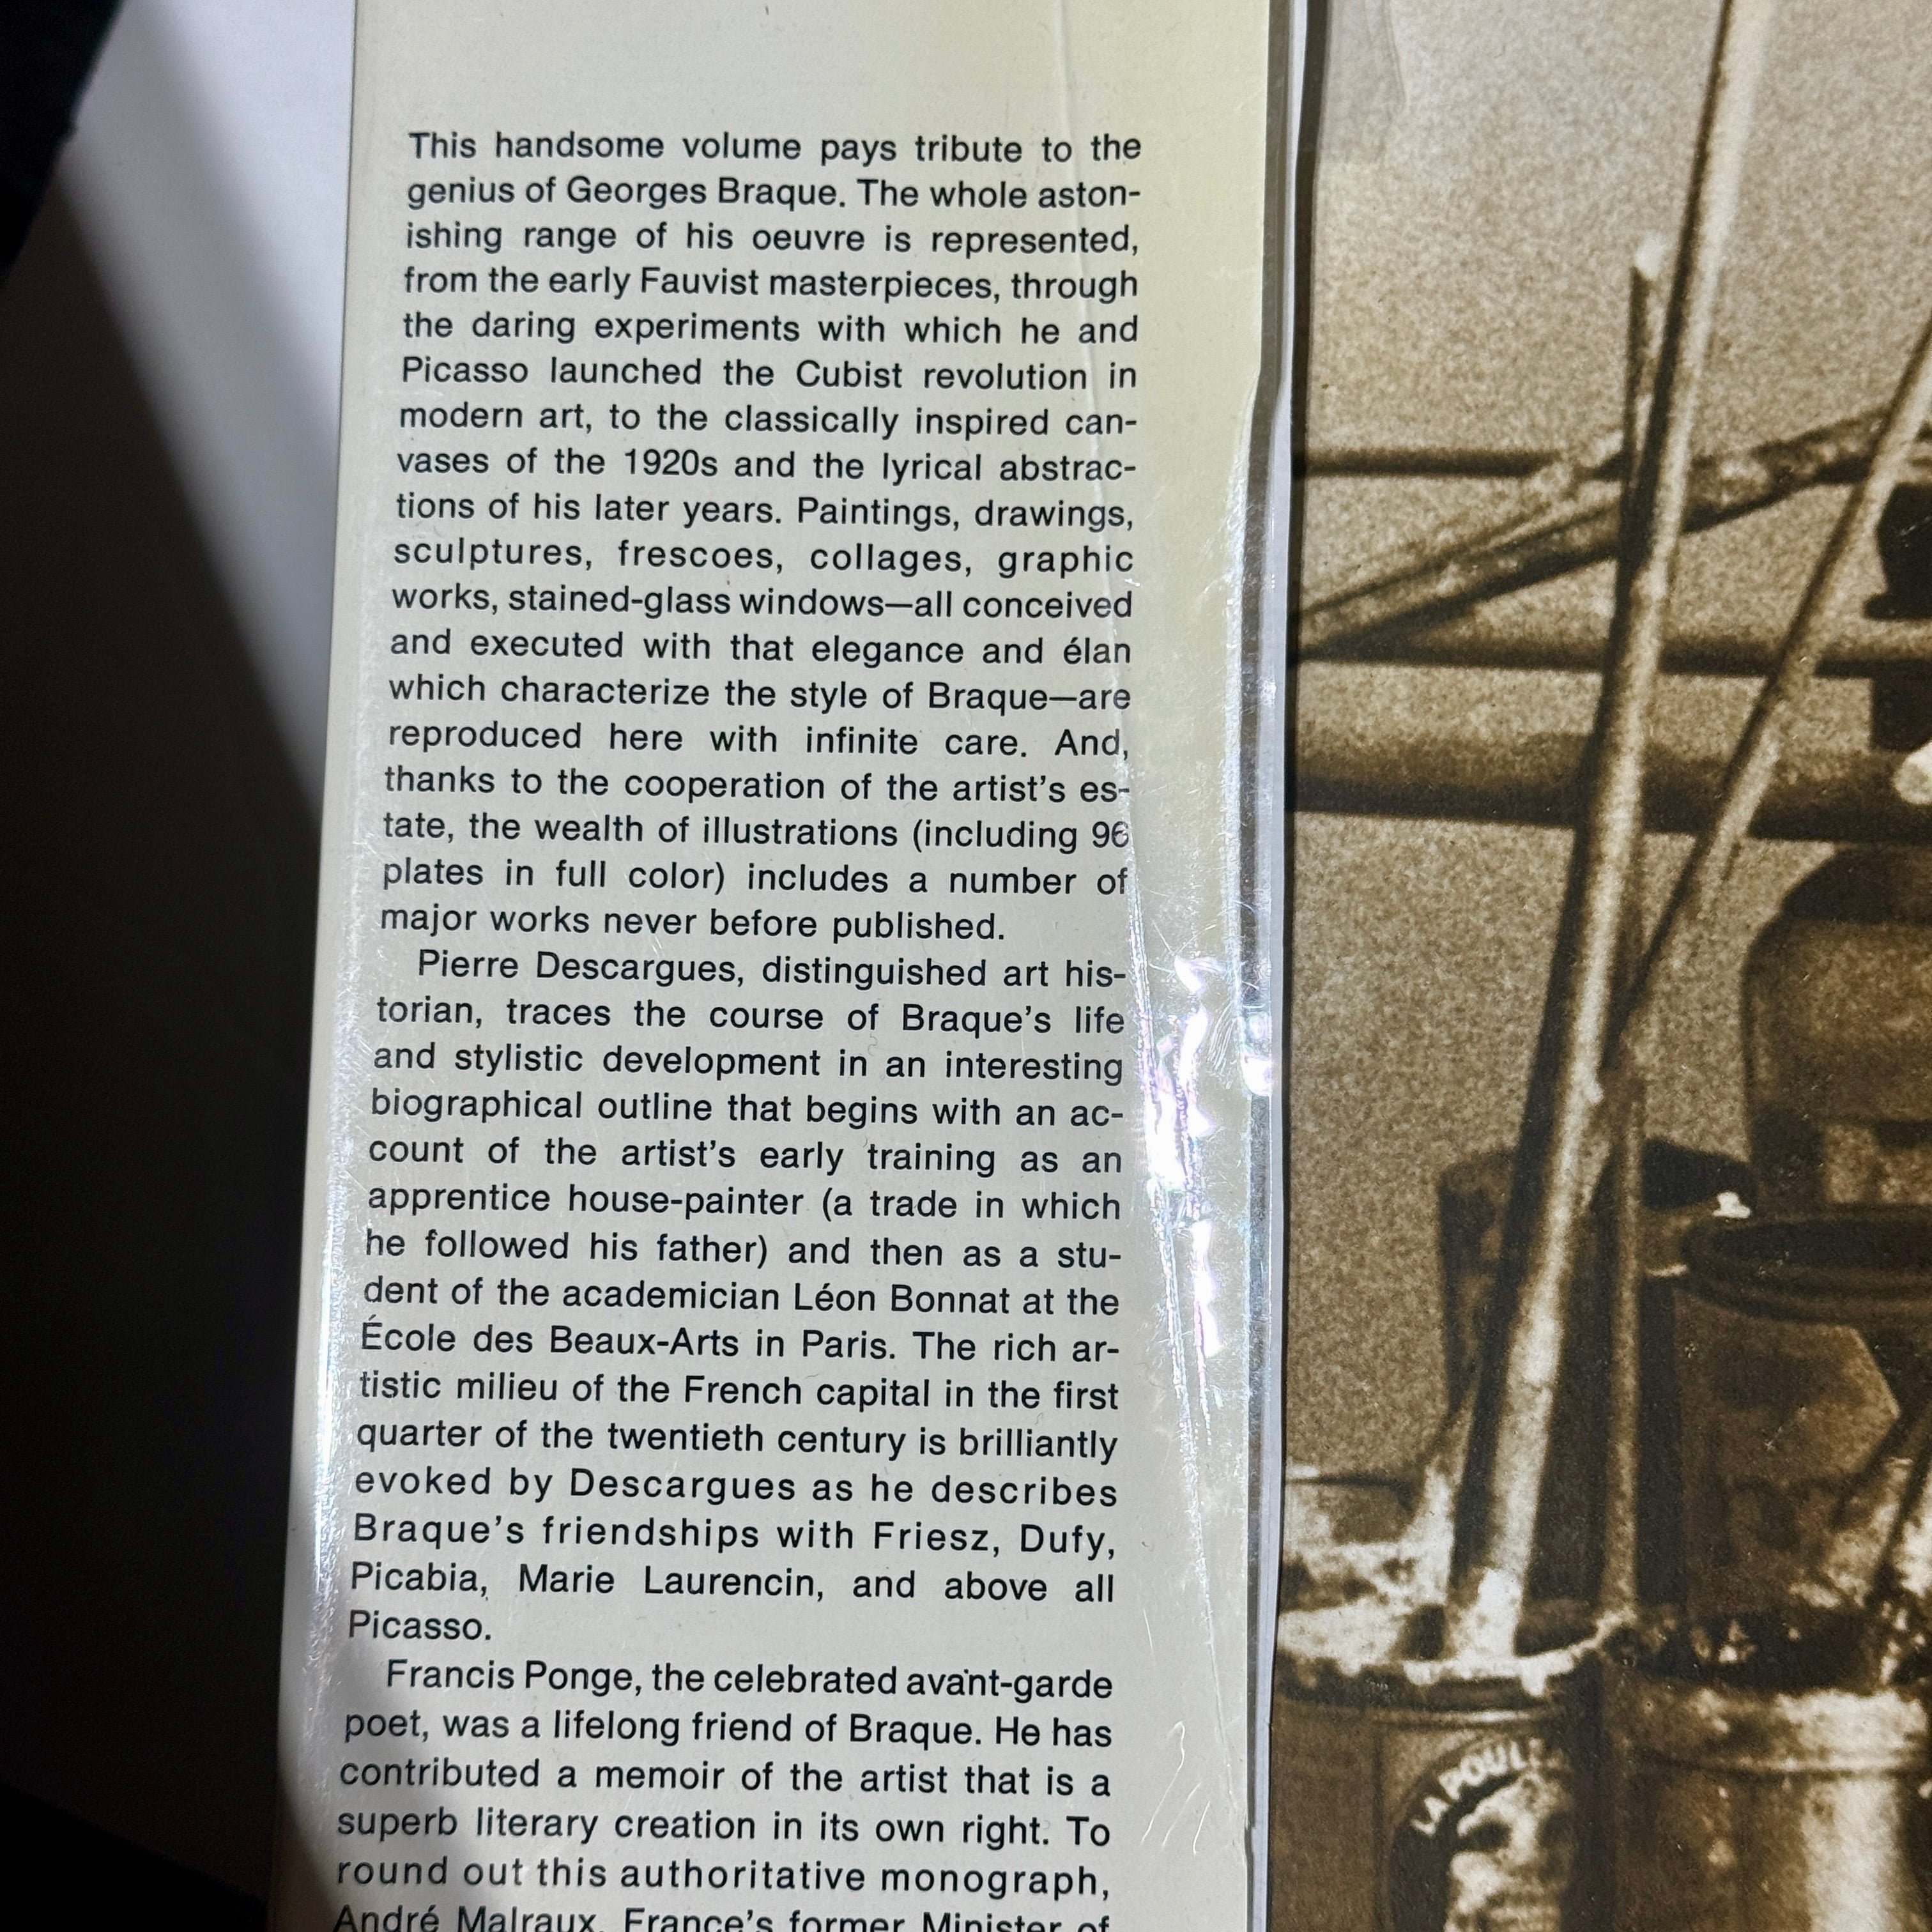 This handsome volume pays tribute to the
genius of Georges Braque. The whole aston-
ishing range of his oeuvre is represented,
from the early Fauvist masterpieces, through
the daring experiments with which he and
Picasso launched the Cubist revolution in
modern art, to the classically inspired can-
vases of the 1920s and the lyrical abstrac-
tions of his later years. Paintings, drawings,
sculptures, frescoes, collages, graphic
works, stained-glass windows—all conceived
and executed with that elegance and élan
which characterize the style of Braque—are
reproduced here with infinite care. And,
thanks to the cooperation of the artist's es-
tate, the wealth of illustrations (including 96
plates in full color) includes a number of
major works never before published.
Pierre Descargues, distinguished art his-
torian, traces the course of Braque's life
and stylistic development in an interesting
biographical outline that begins with an ac-
count of the artist's early training as an
apprentice house-painter (a trade in which
he followed his father) and then as a stu-
dent of the academician Léon Bonnat at the
École des Beaux-Arts in Paris. The rich ar-
tistic milieu of the French capital in the first
quarter of the twentieth century is brilliantly
evoked by Descargues as he describes
Braque's friendships with Friesz, Dufy,
Picabia, Marie Laurencin, and above all
Picasso.
Francis Ponge, the celebrated avant-garde
poet, was a lifelong friend of Braque. He has
contributed a memoir of the artist that is a
superb literary creation in its own right. To
round out this authoritative monograph,
André Malraux, France's former Minister of
LA POUL